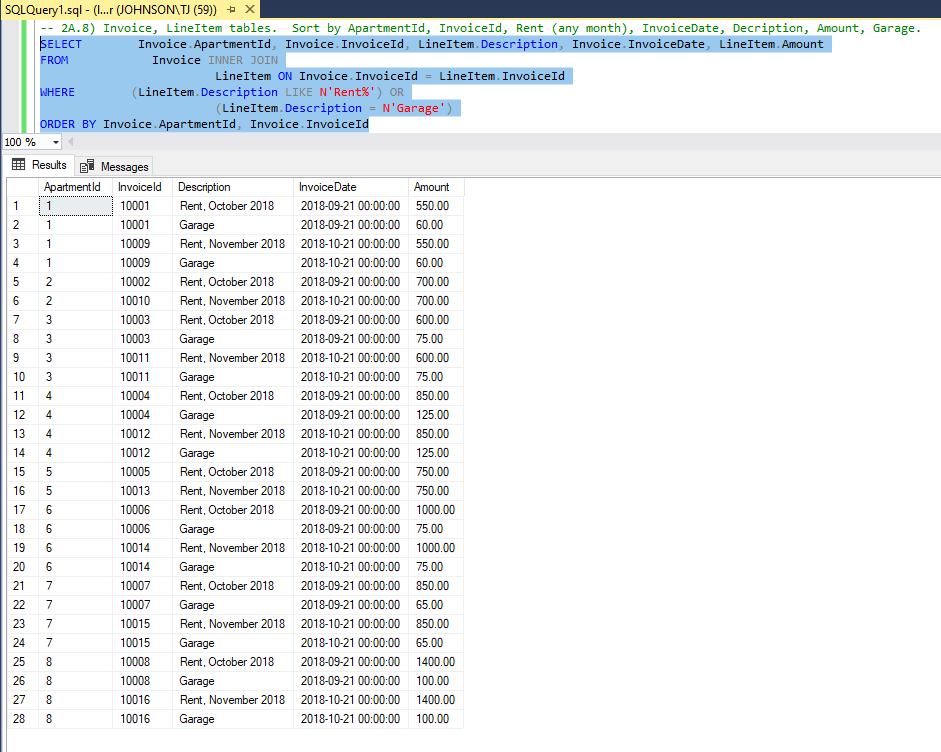 SQLQuery1.sql - (l...r (JOHNSON\TJ (59))
-- 2A.8) Invoice, LineItem tables.  Sort by ApartmentId, InvoiceId, Rent (any month), InvoiceDate, Decription, Amount, Garage.
SELECT Invoice.ApartmentId, Invoice.InvoiceId, LineItem.Description, Invoice.InvoiceDate, LineItem.Amount
FROM Invoice INNER JOIN
LineItem ON Invoice.InvoiceId = LineItem.InvoiceId
WHERE (LineItem.Description LIKE N'Rent%') OR
(LineItem.Description = N'Garage')
ORDER BY Invoice.ApartmentId, Invoice.InvoiceId
100 %
Results Messages
ApartmentId InvoiceId Description InvoiceDate Amount
1 1 10001 Rent, October 2018 2018-09-21 00:00:00 550.00
2 1 10001 Garage 2018-09-21 00:00:00 60.00
3 1 10009 Rent, November 2018 2018-10-21 00:00:00 550.00
4 1 10009 Garage 2018-10-21 00:00:00 60.00
5 2 10002 Rent, October 2018 2018-09-21 00:00:00 700.00
6 2 10010 Rent, November 2018 2018-10-21 00:00:00 700.00
7 3 10003 Rent, October 2018 2018-09-21 00:00:00 600.00
8 3 10003 Garage 2018-09-21 00:00:00 75.00
9 3 10011 Rent, November 2018 2018-10-21 00:00:00 600.00
10 3 10011 Garage 2018-10-21 00:00:00 75.00
11 4 10004 Rent, October 2018 2018-09-21 00:00:00 850.00
12 4 10004 Garage 2018-09-21 00:00:00 125.00
13 4 10012 Rent, November 2018 2018-10-21 00:00:00 850.00
14 4 10012 Garage 2018-10-21 00:00:00 125.00
15 5 10005 Rent, October 2018 2018-09-21 00:00:00 750.00
16 5 10013 Rent, November 2018 2018-10-21 00:00:00 750.00
17 6 10006 Rent, October 2018 2018-09-21 00:00:00 1000.00
18 6 10006 Garage 2018-09-21 00:00:00 75.00
19 6 10014 Rent, November 2018 2018-10-21 00:00:00 1000.00
20 6 10014 Garage 2018-10-21 00:00:00 75.00
21 7 10007 Rent, October 2018 2018-09-21 00:00:00 850.00
22 7 10007 Garage 2018-09-21 00:00:00 65.00
23 7 10015 Rent, November 2018 2018-10-21 00:00:00 850.00
24 7 10015 Garage 2018-10-21 00:00:00 65.00
25 8 10008 Rent, October 2018 2018-09-21 00:00:00 1400.00
26 8 10008 Garage 2018-09-21 00:00:00 100.00
27 8 10016 Rent, November 2018 2018-10-21 00:00:00 1400.00
28 8 10016 Garage 2018-10-21 00:00:00 100.00